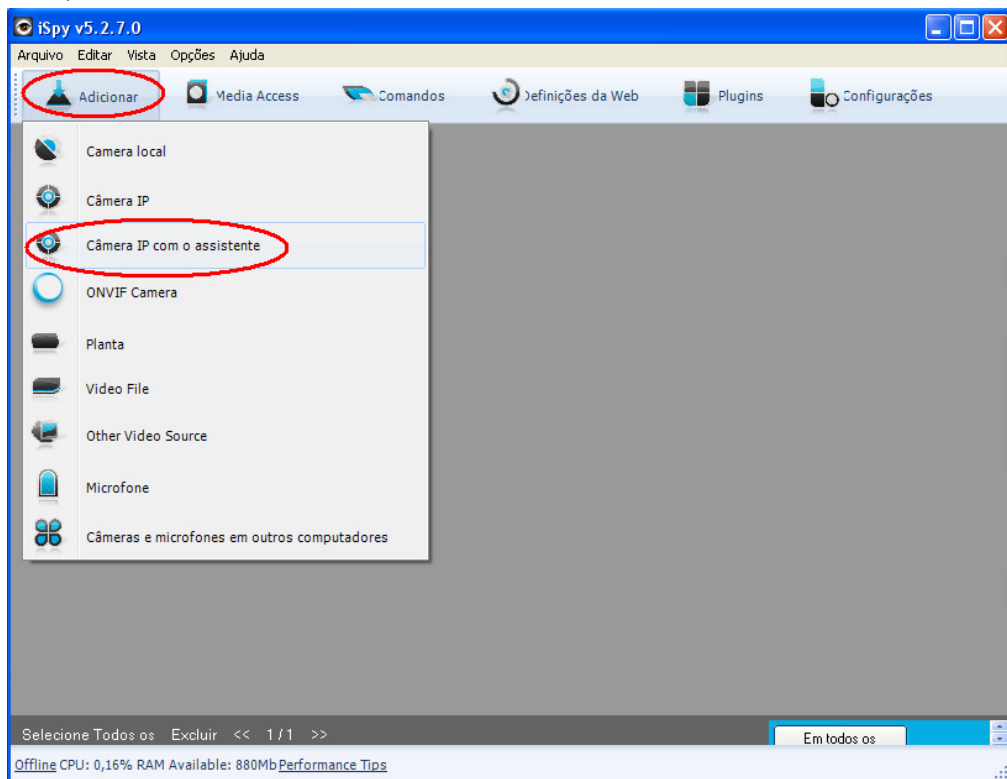 iSpy v5.2.7.0
Arquivo Editar Vista Opções Ajuda
Adicionar Media Access Comandos Definições da Web Plugins Configurações
Camera local
Câmera IP
Câmera IP com o assistente
ONVIF Camera
Planta
Video File
Other Video Source
Microfone
Câmeras e microfones em outros computadores
Selecione Todos os Excluir << 1/1 >> Em todos os
Offline CPU: 0,16% RAM Available: 880Mb Performance Tips